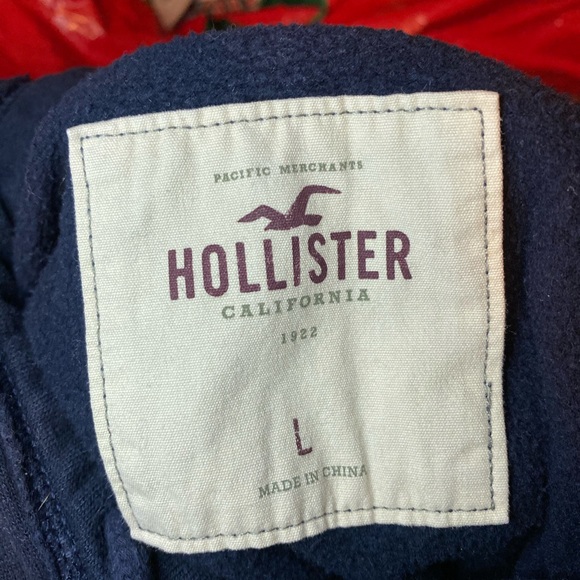 PACIFIC MERCHANTS
HOLLISTER
CALIFORNIA
1922
L
MADE IN CHINA